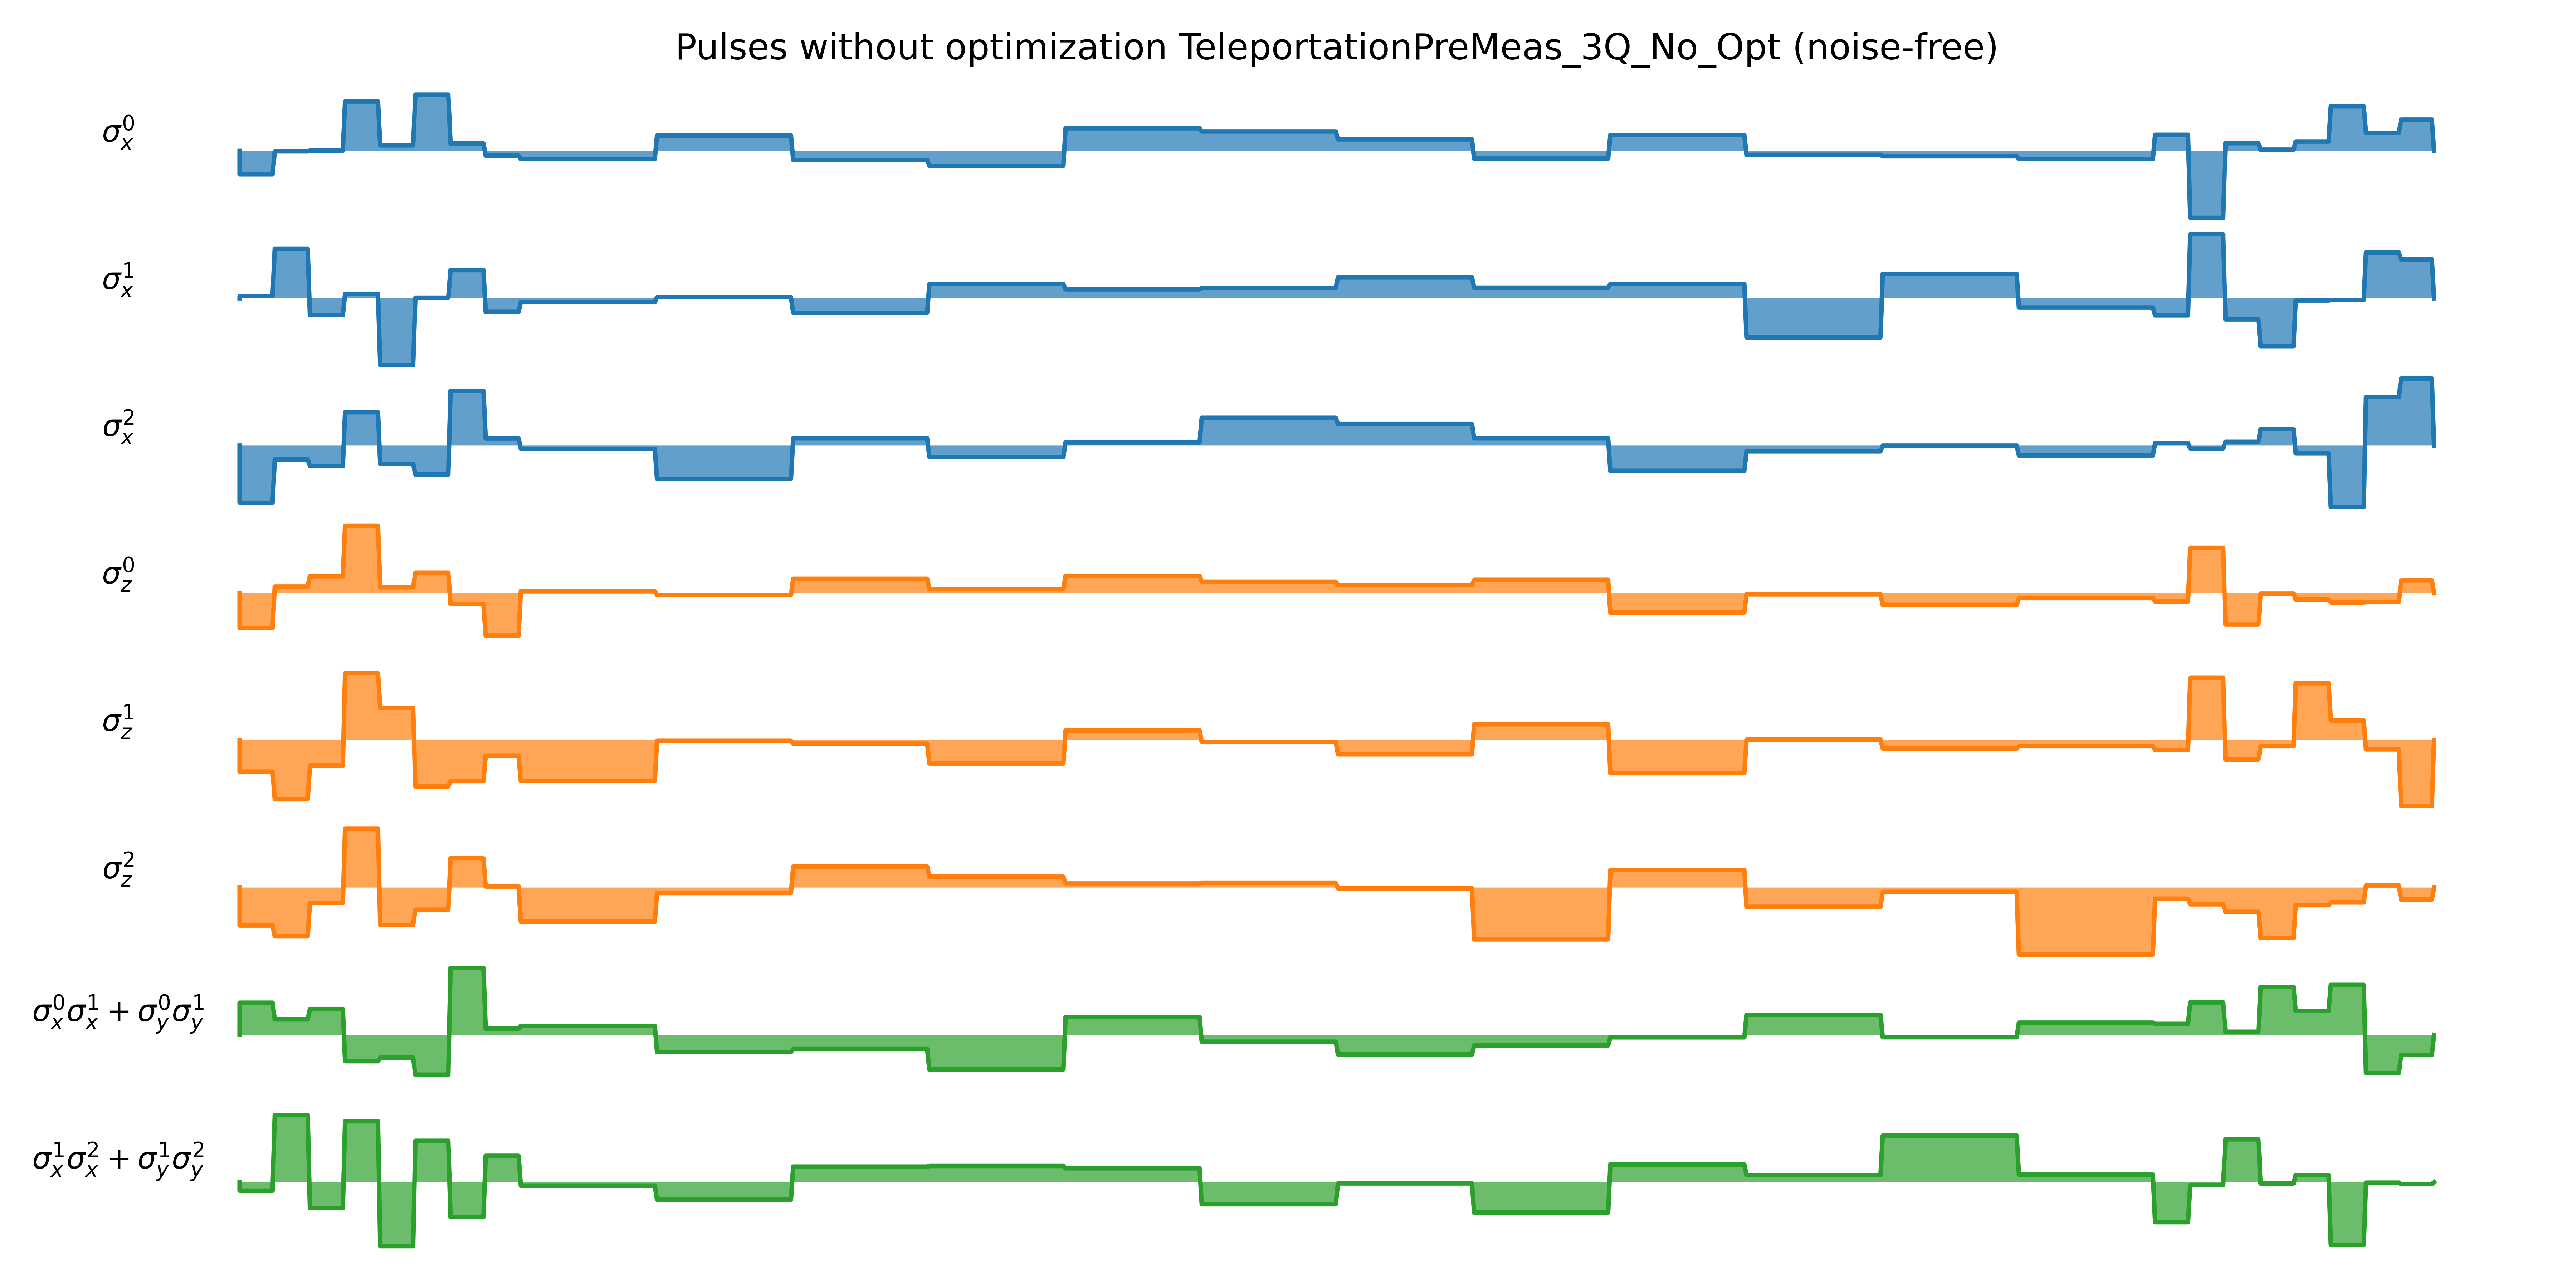 Pulses without optimization TeleportationPreMeas_3Q_No_Opt (noise-free)
σ_x^0
σ_x^1
σ_x^2
σ_z^0
σ_z^1
σ_z^2
σ_x^0σ_x^1 + σ_y^0σ_y^1
σ_x^1σ_x^2 + σ_y^1σ_y^2